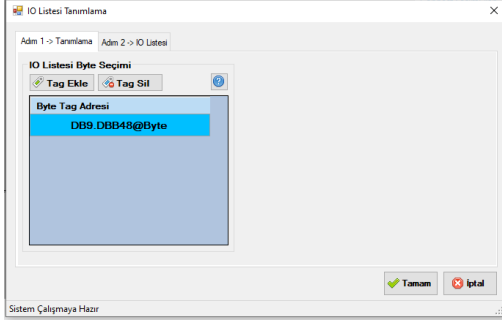 IO Listesi Tanımlama
Adım 1 -> Tanımlama Adım 2 -> IO Listesi
IO Listesi Byte Seçimi
Tag Ekle Tag Sil
Byte Tag Adresi
DB9.DBB48@Byte
Tamam İptal
Sistem Çalışmaya Hazır